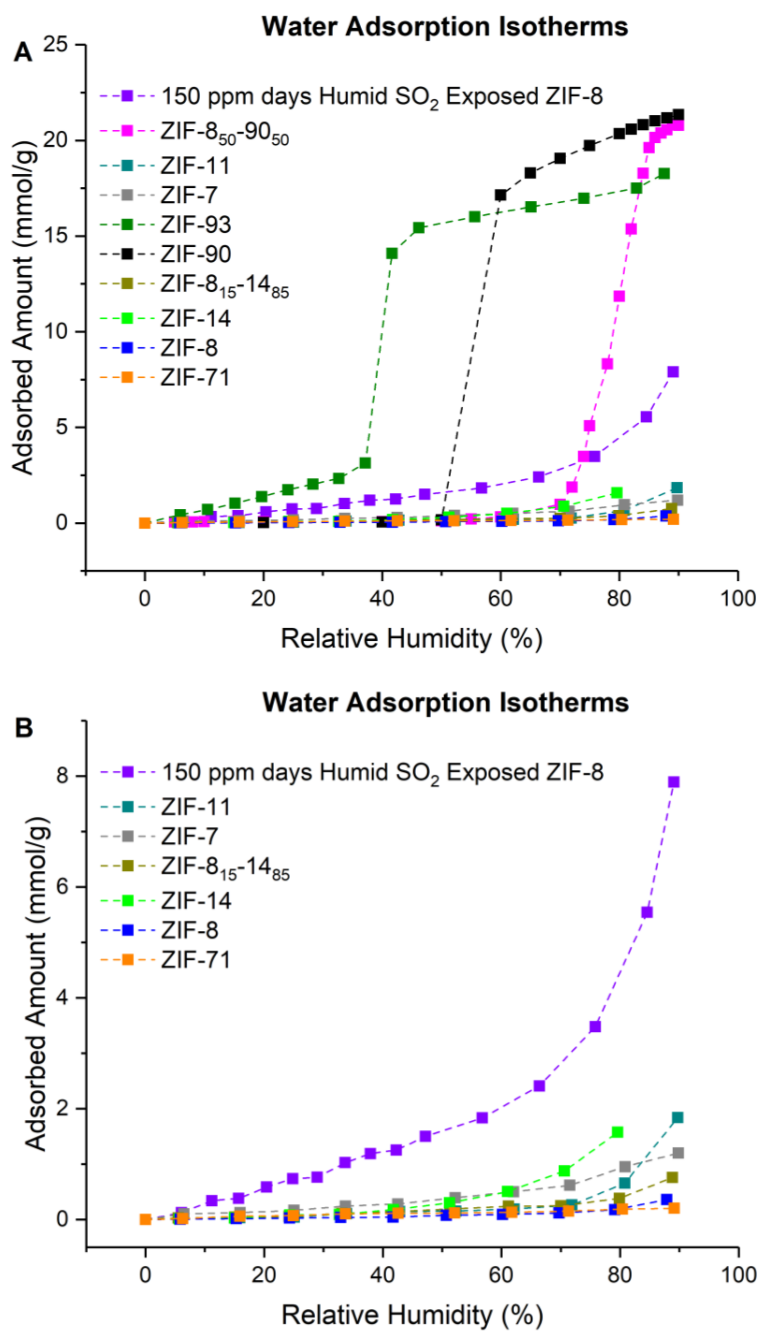 Water Adsorption Isotherms
A
25
20
15
10
5
0
Adsorbed Amount (mmol/g)
150 ppm days Humid SO₂ Exposed ZIF-8
ZIF-8₅₀-90₅₀
ZIF-11
ZIF-7
ZIF-93
ZIF-90
ZIF-8₁₅-14₈₅
ZIF-14
ZIF-8
ZIF-71
0 20 40 60 80 100
Relative Humidity (%)
Water Adsorption Isotherms
B
8
6
4
2
0
Adsorbed Amount (mmol/g)
150 ppm days Humid SO₂ Exposed ZIF-8
ZIF-11
ZIF-7
ZIF-8₁₅-14₈₅
ZIF-14
ZIF-8
ZIF-71
0 20 40 60 80 100
Relative Humidity (%)